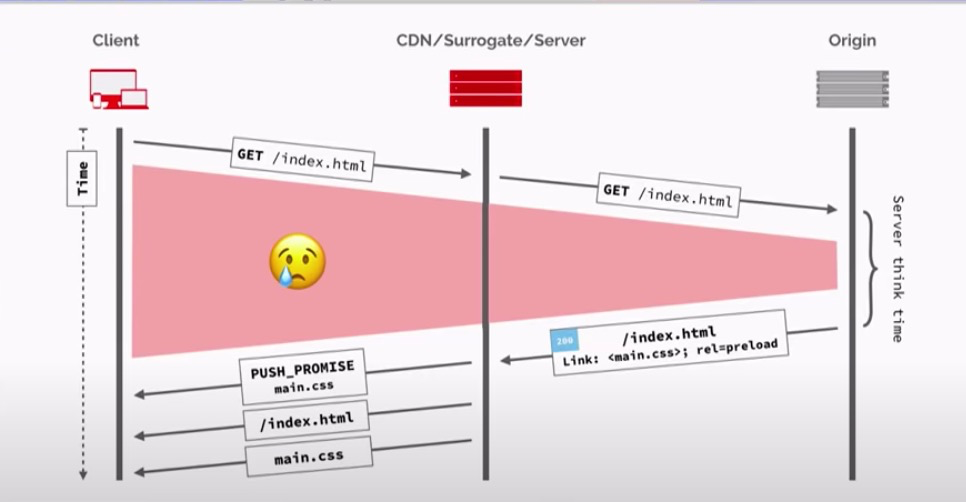 Client
CDN/Surrogate/Server
Origin
Time
GET /index.html
GET /index.html
Server think time
200
/index.html
Link: <main.css>; rel=preload
PUSH_PROMISE
main.css
/index.html
main.css